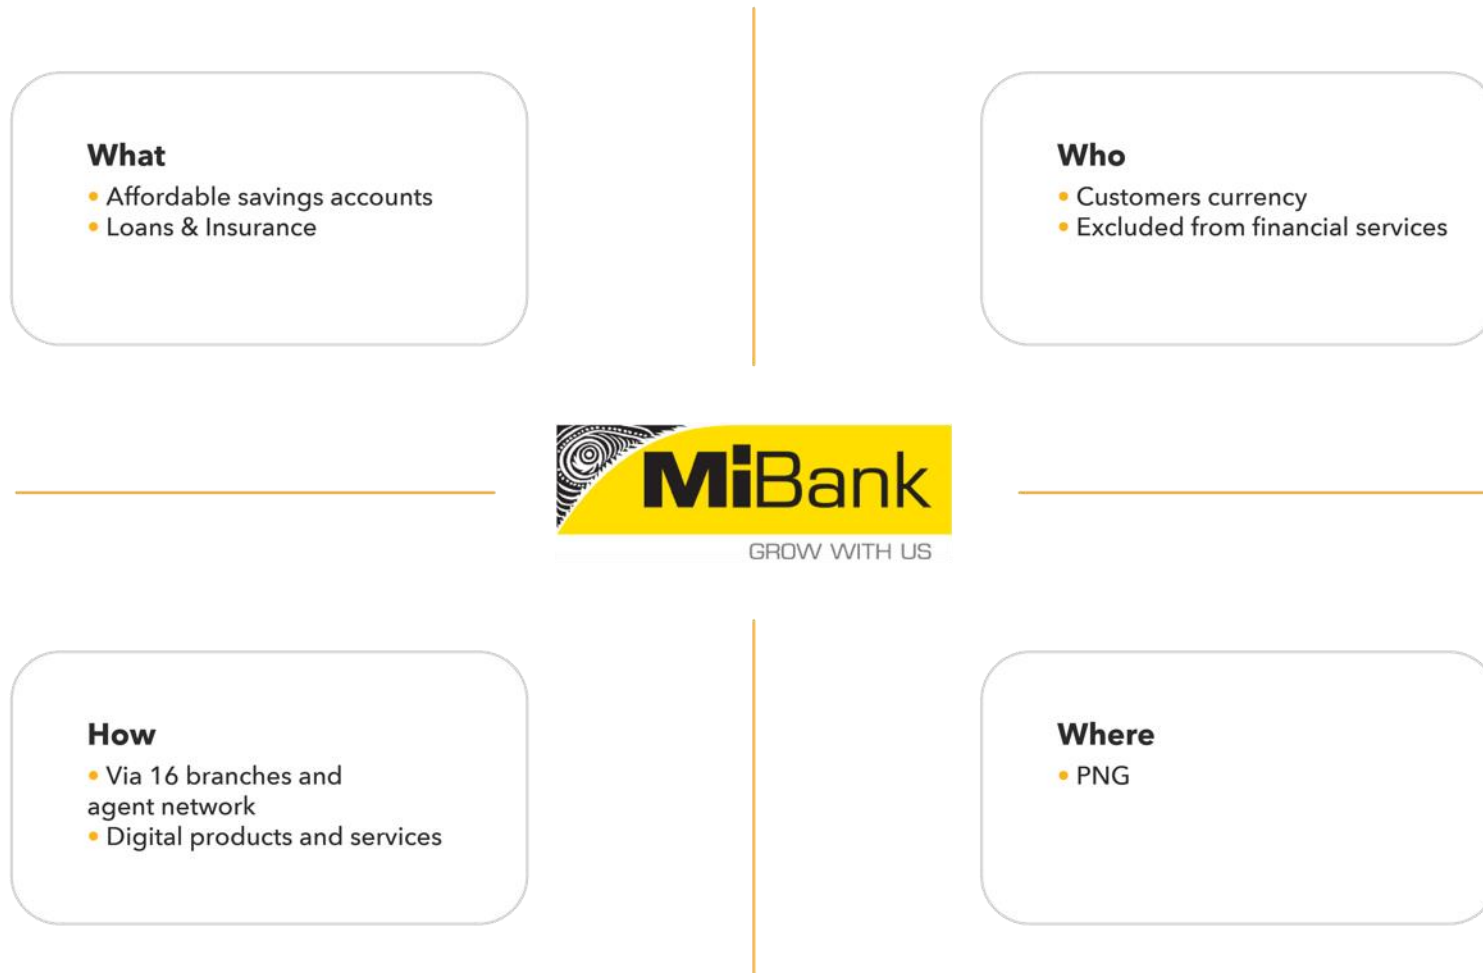 What
• Affordable savings accounts
• Loans & Insurance
Who
• Customers currency
• Excluded from financial services
MiBank
GROW WITH US
How
• Via 16 branches and
agent network
• Digital products and services
Where
• PNG